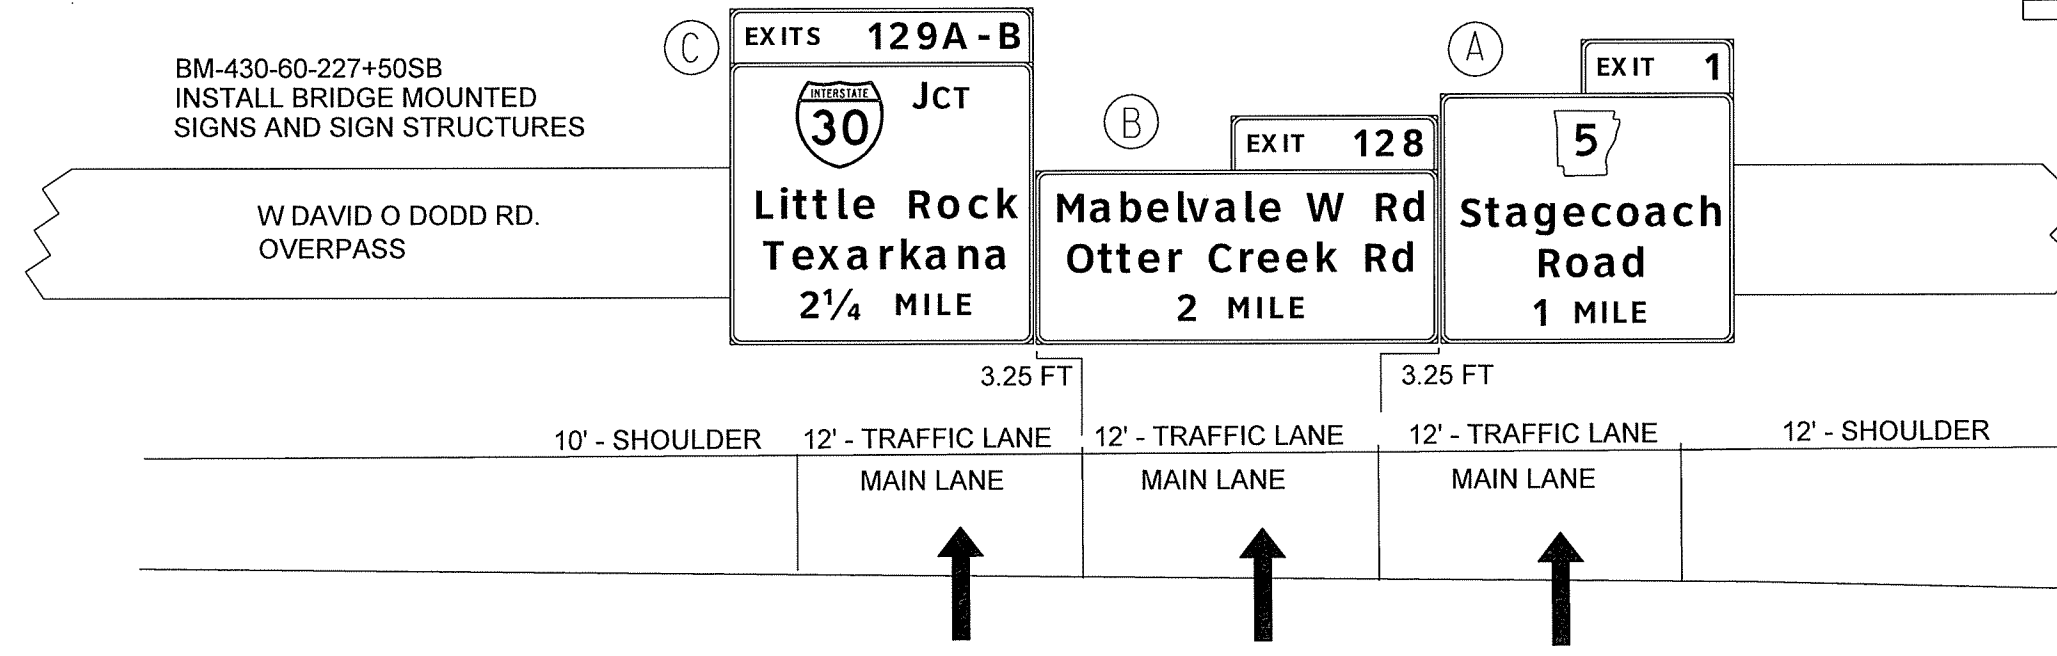 BM-430-60-227+50SB
INSTALL BRIDGE MOUNTED
SIGNS AND SIGN STRUCTURES
W DAVID O DODD RD.
OVERPASS
C
EXITS 129A-B
INTERSTATE
30
JCT
Little Rock
Texarkana
2¼ MILE
B
EXIT 128
Mabelvale W Rd
Otter Creek Rd
2 MILE
A
EXIT 1
5
Stagecoach
Road
1 MILE
3.25 FT
3.25 FT
10' - SHOULDER
12' - TRAFFIC LANE
12' - TRAFFIC LANE
12' - TRAFFIC LANE
12' - SHOULDER
MAIN LANE
MAIN LANE
MAIN LANE